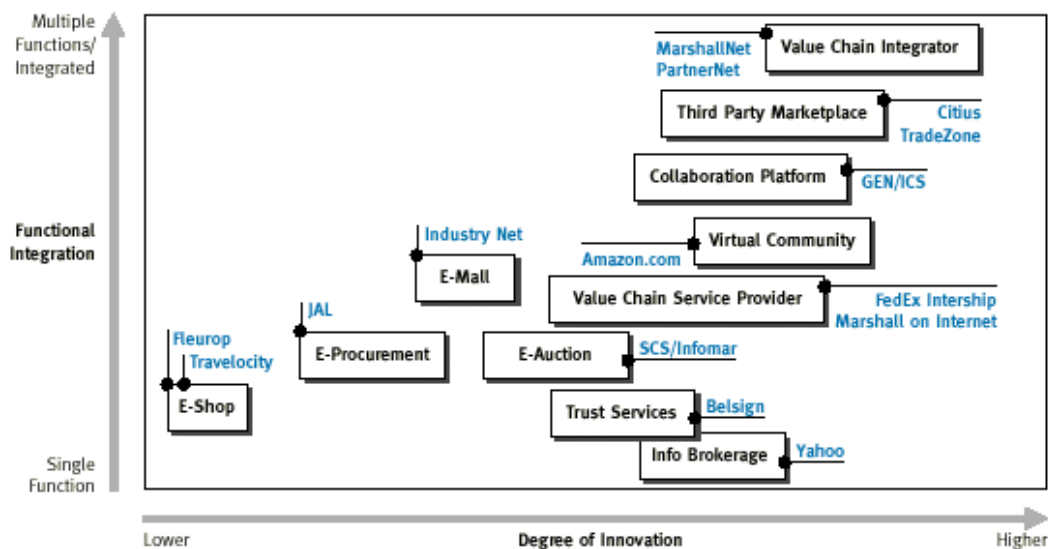 Multiple
Functions/
Integrated
MarshallNet
PartnerNet
Value Chain Integrator
Third Party Marketplace
Citius
TradeZone
Collaboration Platform
GEN/ICS
Functional
Integration
Industry Net
E-Mall
Amazon.com
Virtual Community
Value Chain Service Provider
FedEx Intership
Marshall on Internet
JAL
E-Procurement
E-Auction
SCS/Infomar
Fleurop
Travelocity
E-Shop
Trust Services
Belsign
Info Brokerage
Yahoo
Single
Function
Lower
Degree of Innovation
Higher